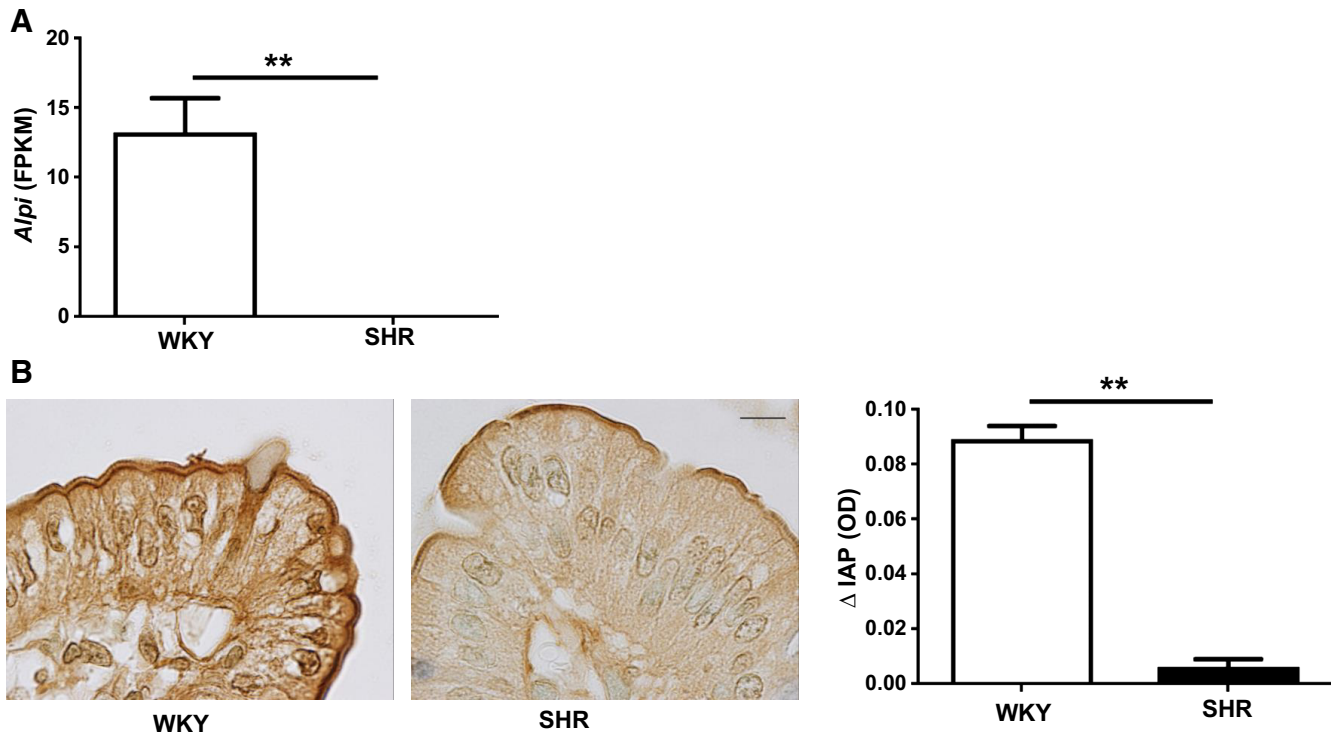 A
20
**
15
10
5
0
Alpi (FPKM)
WKY SHR
B
WKY
SHR
**
0.10
0.08
0.06
0.04
0.02
0.00
Δ IAP (OD)
WKY SHR